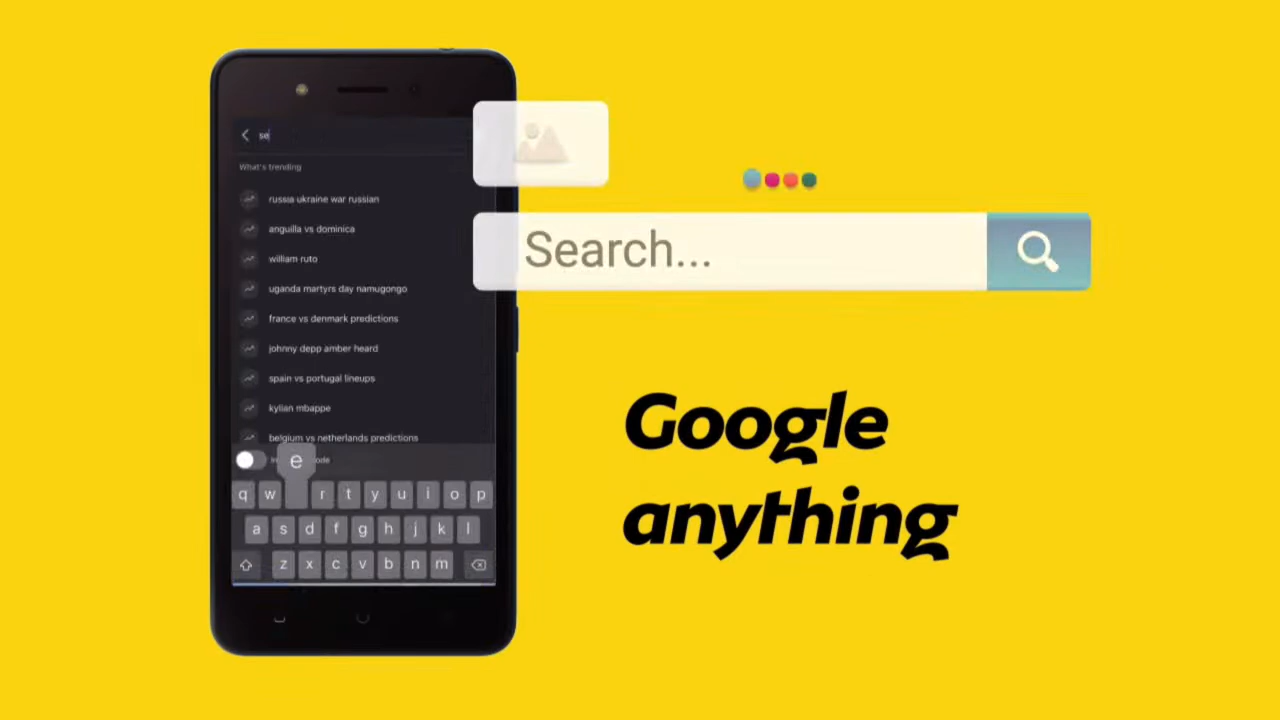 se
What's trending
russia ukraine war russian
anguilla vs dominica
william ruto
uganda martyrs day namugongo
france vs denmark predictions
johnny depp amber heard
spain vs portugal lineups
kylian mbappe
belgium vs netherlands predictions
e
q w r t y u i o p
a s d f g h j k l
z x c v b n m
Search...
Google
anything